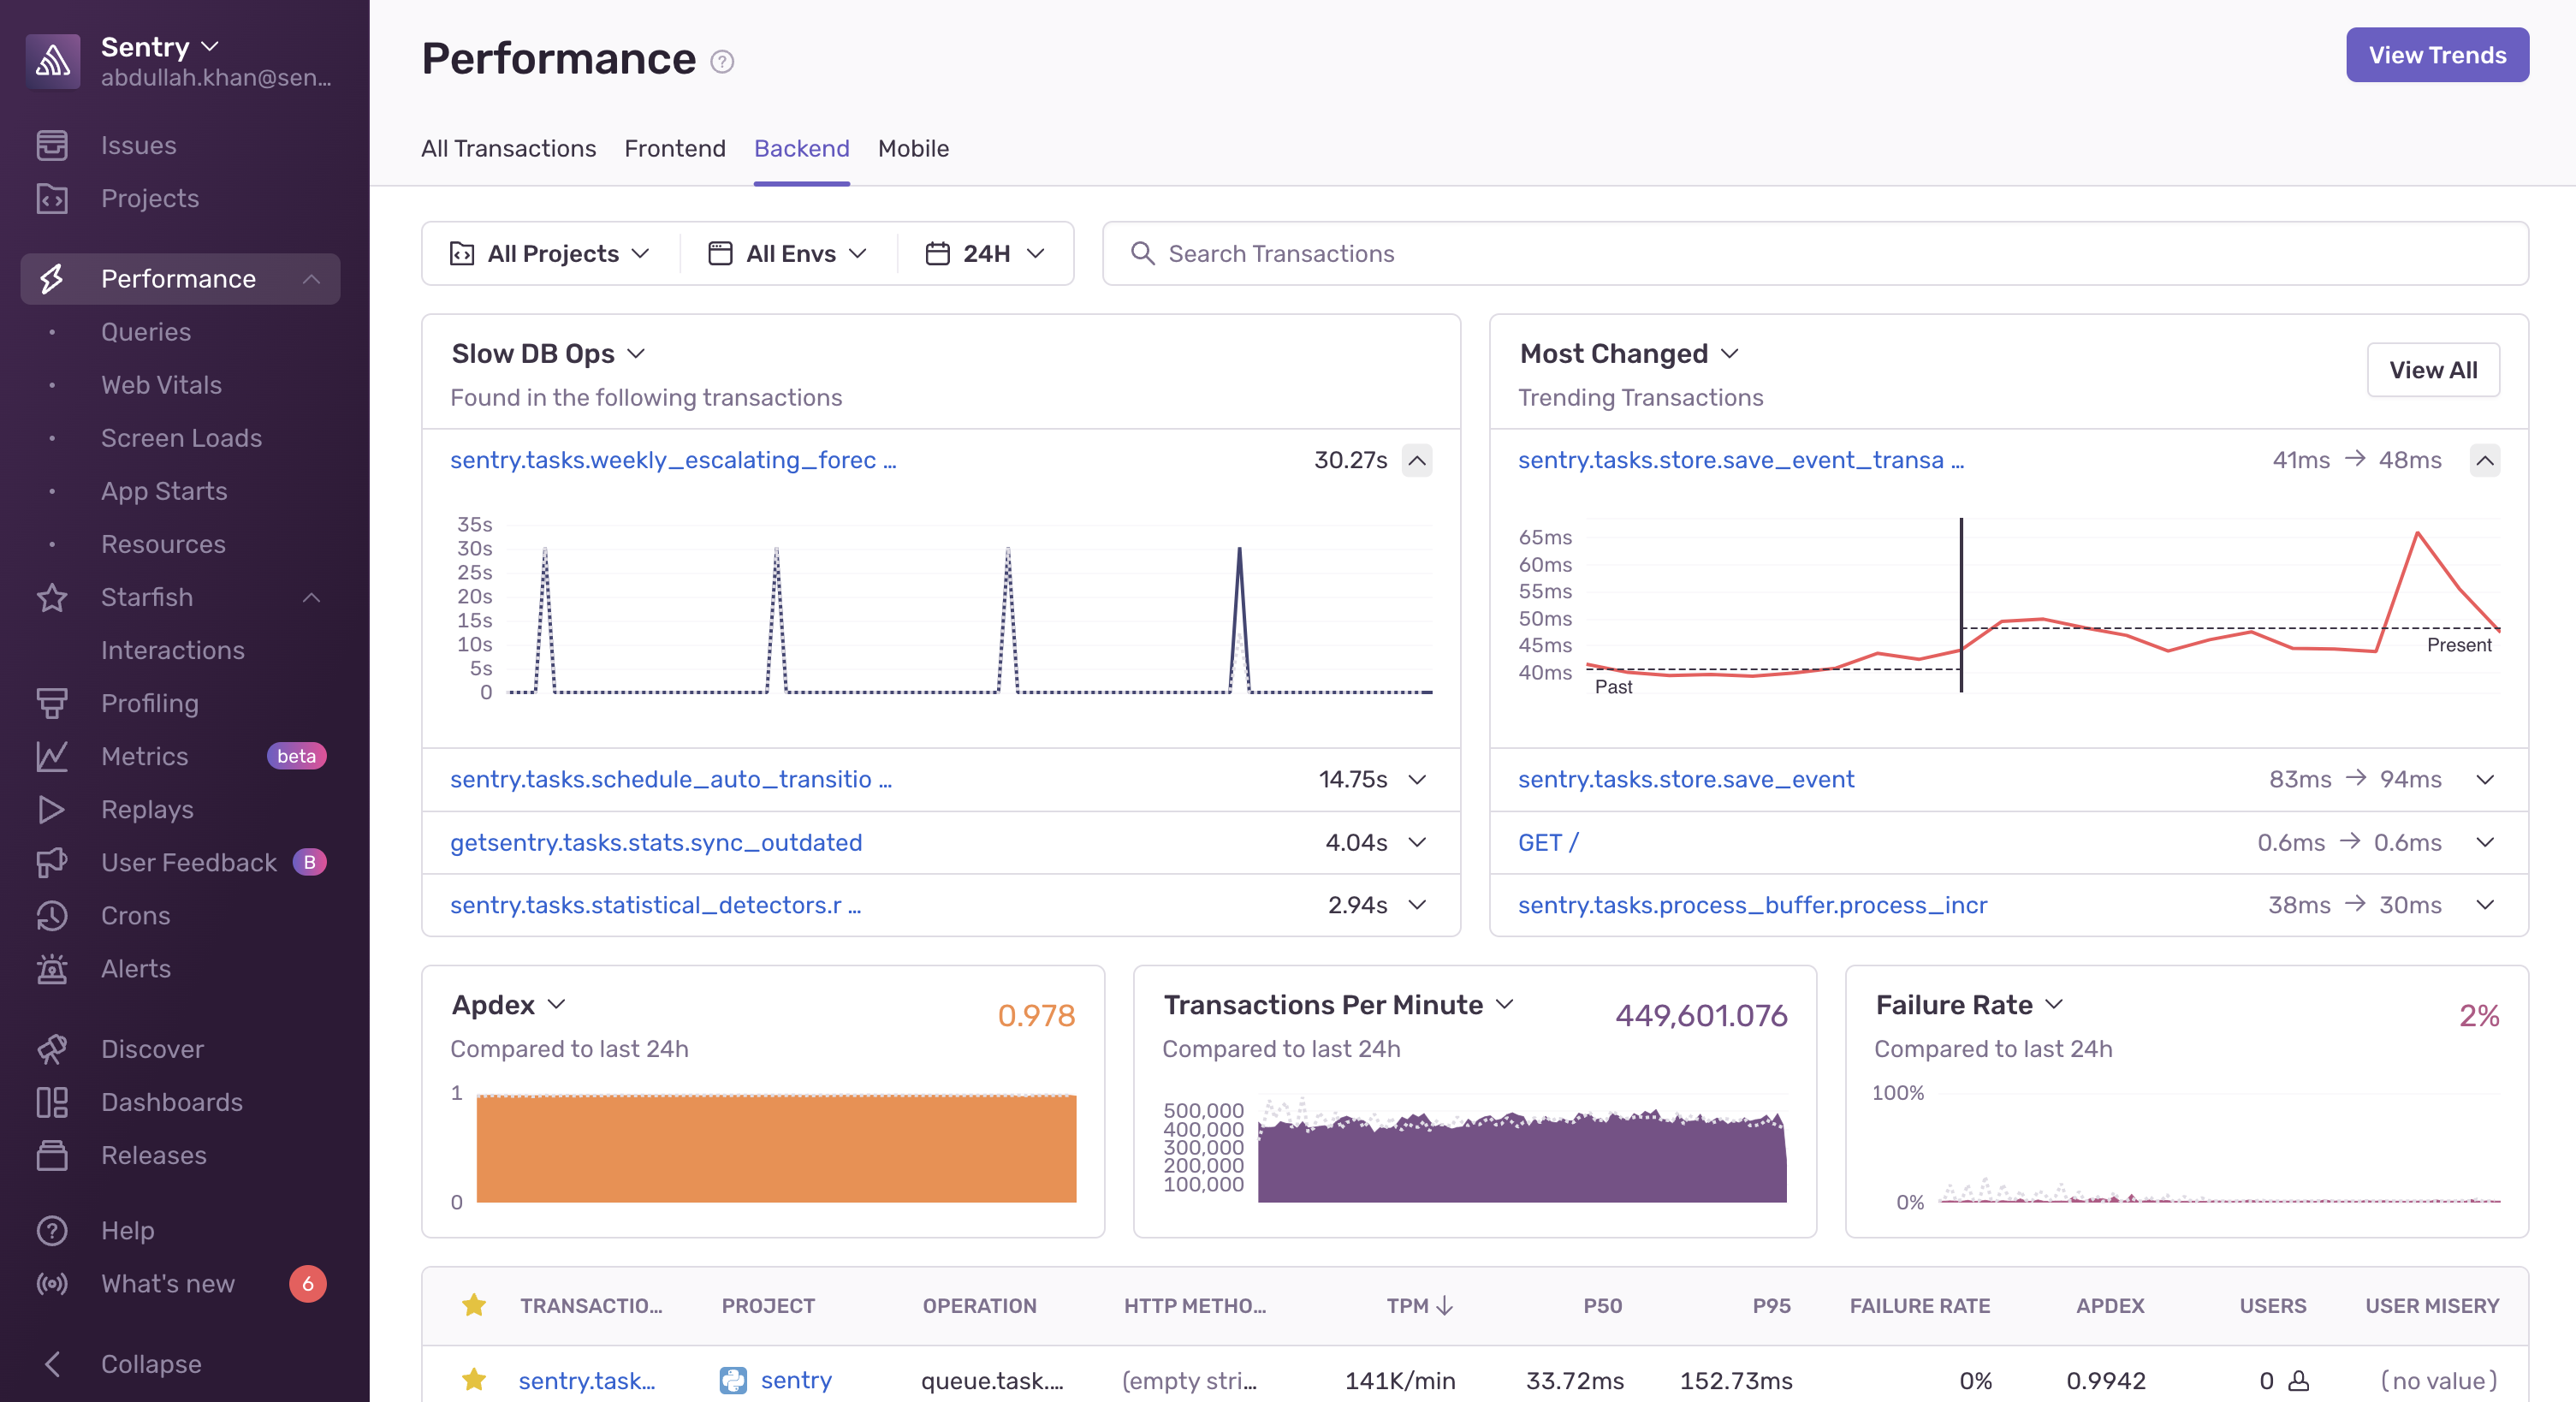 Sentry
abdullah.khan@sen...
Issues
Projects
Performance
Queries
Web Vitals
Screen Loads
App Starts
Resources
Starfish
Interactions
Profiling
Metrics beta
Replays
User Feedback B
Crons
Alerts
Discover
Dashboards
Releases
Help
What's new 6
Collapse
Performance ?
View Trends
All Transactions Frontend Backend Mobile
All Projects All Envs 24H Search Transactions
Slow DB Ops
Found in the following transactions
sentry.tasks.weekly_escalating_forec ... 30.27s
35s
30s
25s
20s
15s
10s
5s
0
sentry.tasks.schedule_auto_transitio ... 14.75s
getsentry.tasks.stats.sync_outdated 4.04s
sentry.tasks.statistical_detectors.r ... 2.94s
Most Changed
Trending Transactions
View All
sentry.tasks.store.save_event_transa ... 41ms → 48ms
65ms
60ms
55ms
50ms
45ms
40ms
Past
Present
sentry.tasks.store.save_event 83ms → 94ms
GET / 0.6ms → 0.6ms
sentry.tasks.process_buffer.process_incr 38ms → 30ms
Apdex 0.978
Compared to last 24h
1
0
Transactions Per Minute 449,601.076
Compared to last 24h
500,000
400,000
300,000
200,000
100,000
Failure Rate 2%
Compared to last 24h
100%
0%
TRANSACTIO... PROJECT OPERATION HTTP METHO... TPM ↓ P50 P95 FAILURE RATE APDEX USERS USER MISERY
sentry.task... sentry queue.task.... (empty stri... 141K/min 33.72ms 152.73ms 0% 0.9942 0 (no value)